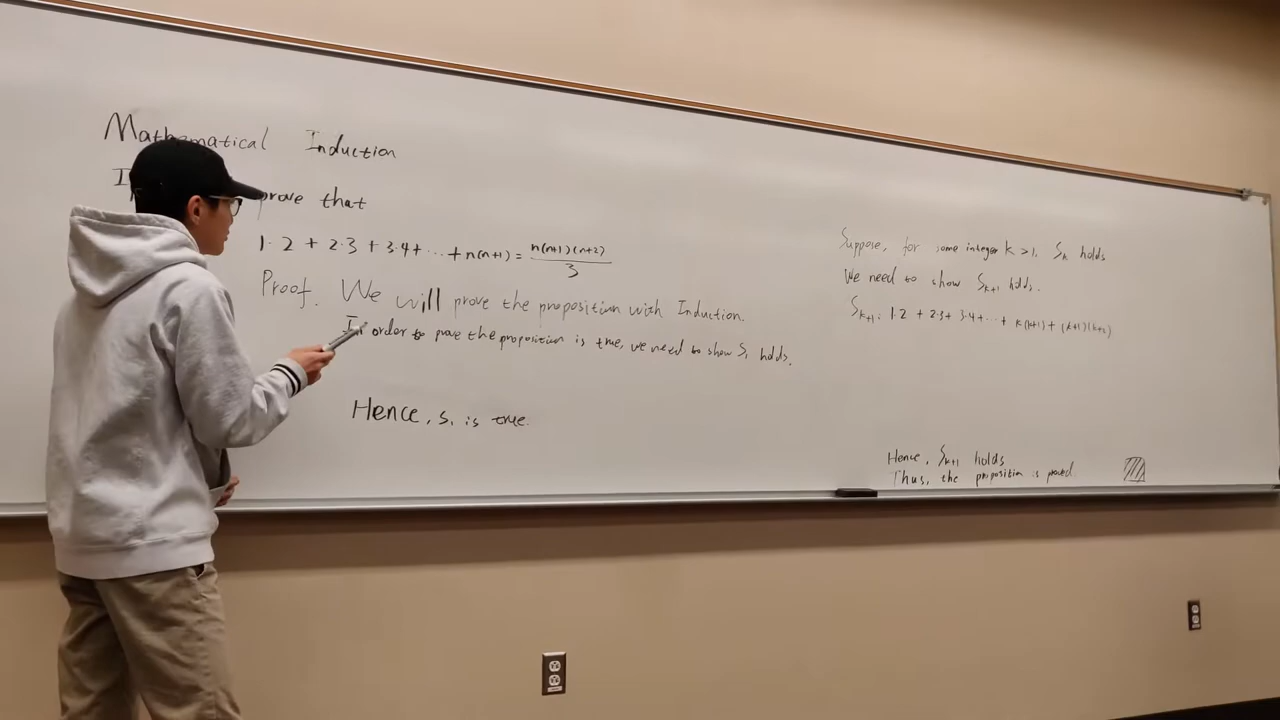 Mathematical Induction
prove that
1·2 + 2·3 + 3·4 + ··· + n(n+1) = n(n+1)(n+2)/3
Proof. We will prove the proposition with Induction.
In order to prove the proposition is true, we need to show S₁ holds.
Hence, S₁ is true.
Suppose, for some integer k > 1, Sₖ holds
We need to show Sₖ₊₁ holds.
Sₖ₊₁: 1·2 + 2·3 + 3·4 + ··· + k(k+1) + (k+1)(k+2)
Hence, Sₖ₊₁ holds
Thus, the proposition is proved